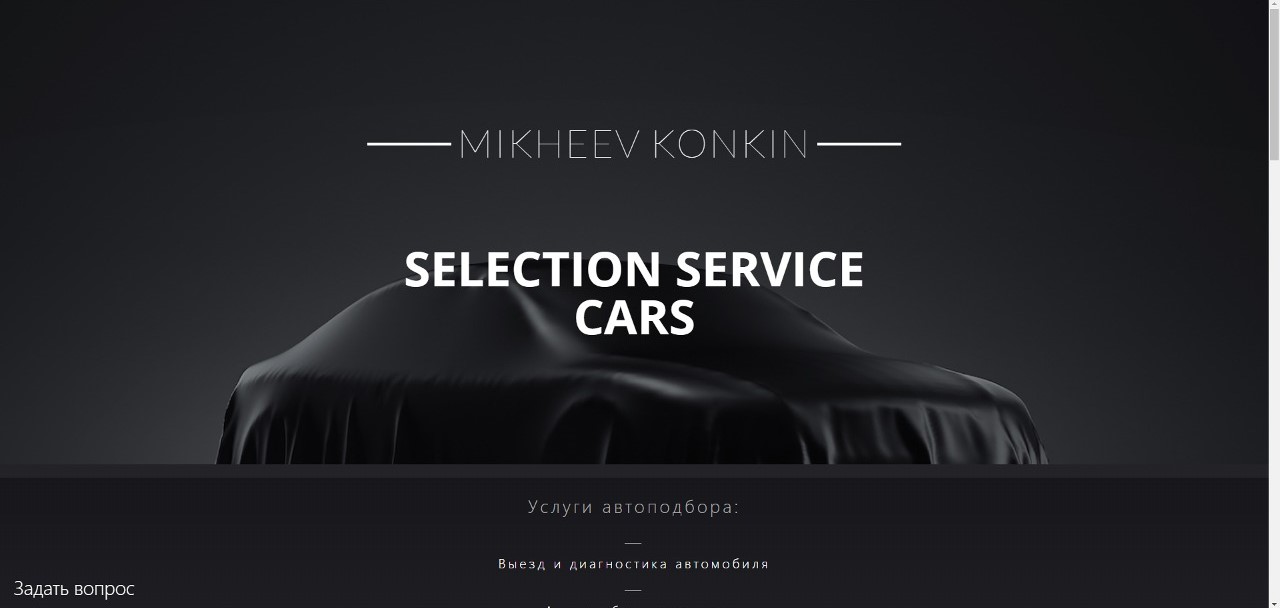 MIKHEEV KONKIN
SELECTION SERVICE
CARS
Услуги автоподбора:
Выезд и диагностика автомобиля
Задать вопрос